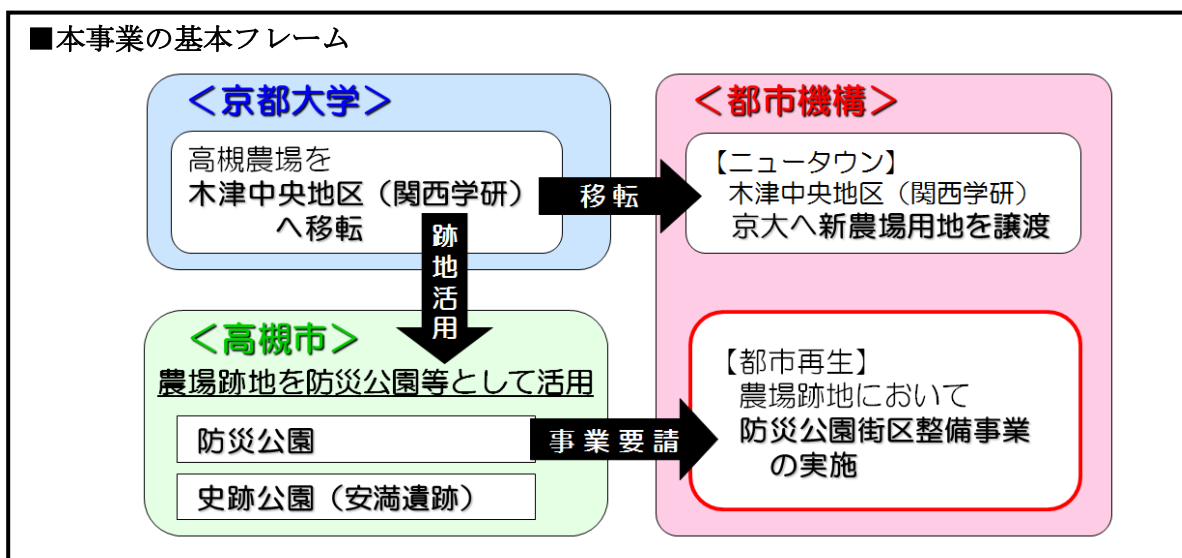 ■本事業の基本フレーム
＜京都大学＞
高槻農場を
木津中央地区（関西学研）
へ移転
移転
＜都市機構＞
【ニュータウン】
木津中央地区（関西学研）
京大へ新農場用地を譲渡
跡地活用
＜高槻市＞
農場跡地を防災公園等として活用
防災公園
史跡公園（安満遺跡）
事業要請
【都市再生】
農場跡地において
防災公園街区整備事業
の実施